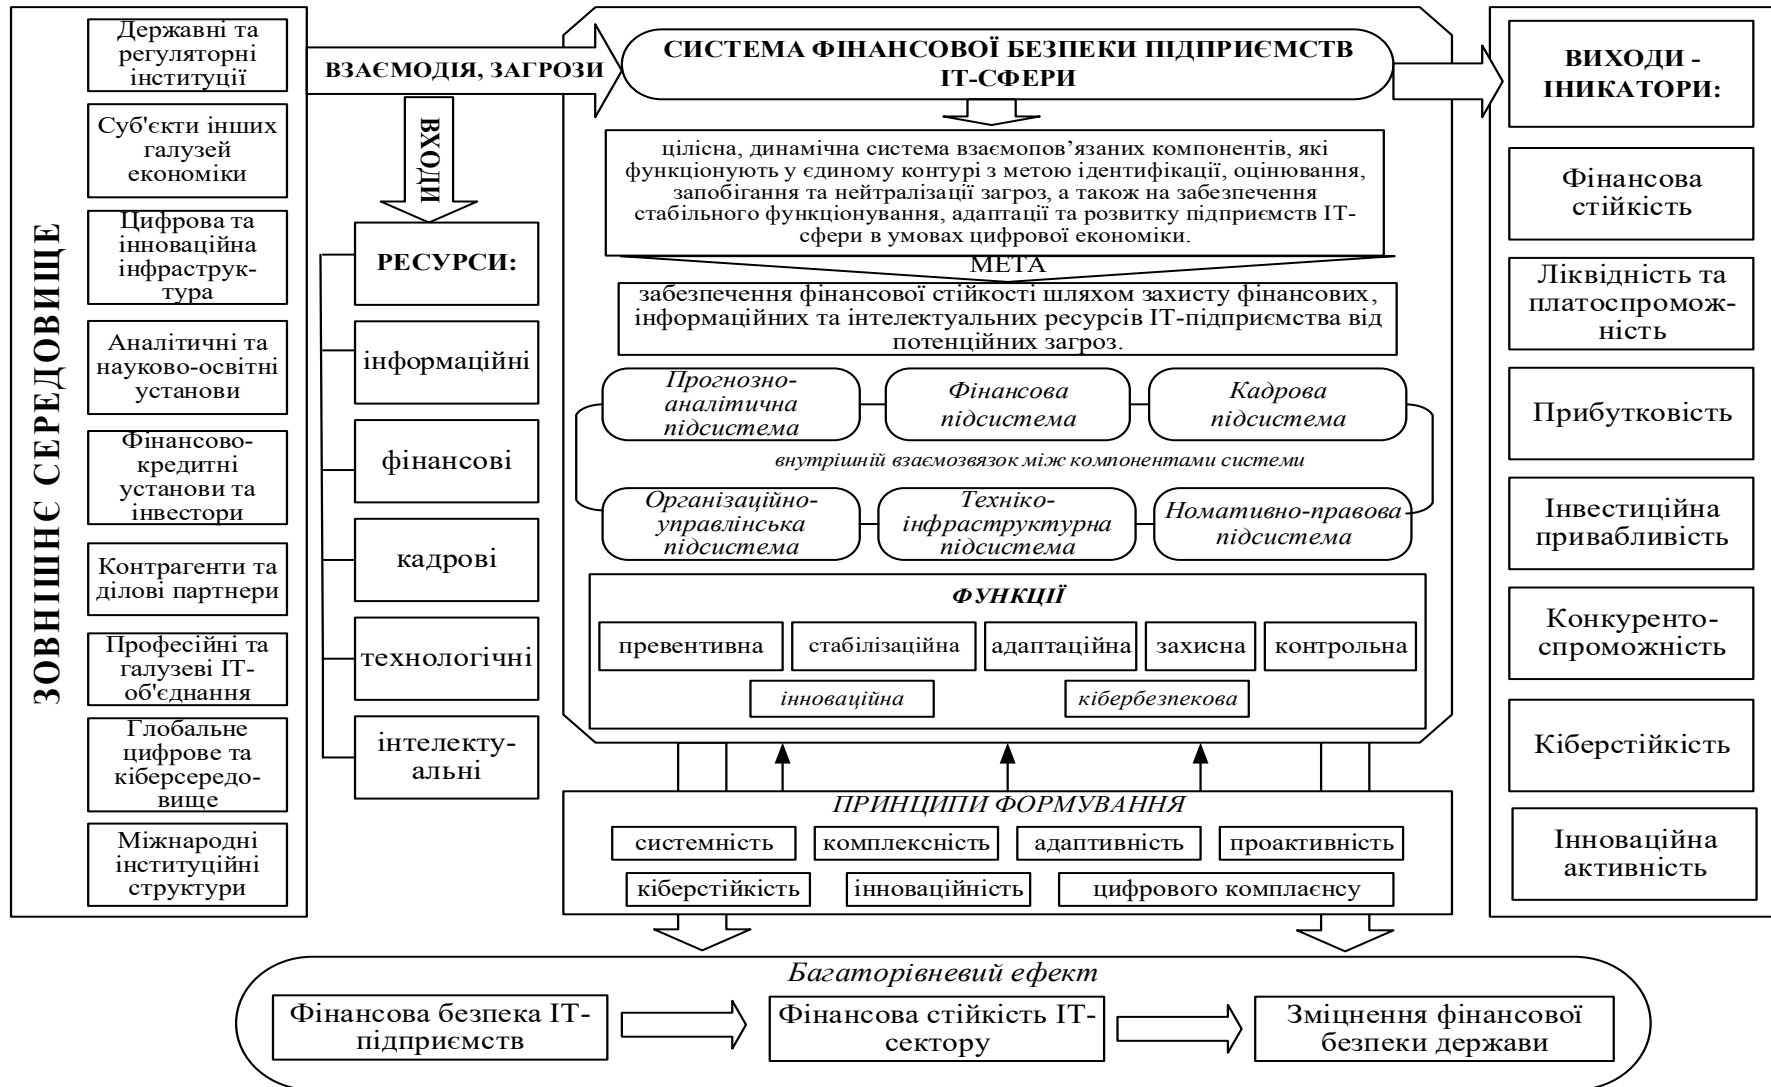 ЗОВНІШНЄ СЕРЕДОВИЩЕ
Державні та
регуляторні
інституції
Суб'єкти інших
галузей
економіки
Цифрова та
інноваційна
інфраструк-
тура
Аналітичні та
науково-освітні
установи
Фінансово-
кредитні
установи та
інвестори
Контрагенти та
ділові партнери
Професійні та
галузеві ІТ-
об'єднання
Глобальне
цифрове та
кіберсередо-
вище
Міжнародні
інституційні
структури
ВЗАЄМОДІЯ, ЗАГРОЗИ
ВХОДИ
РЕСУРСИ:
інформаційні
фінансові
кадрові
технологічні
інтелекту-
альні
СИСТЕМА ФІНАНСОВОЇ БЕЗПЕКИ ПІДПРИЄМСТВ
ІТ-СФЕРИ
цілісна, динамічна система взаємопов’язаних компонентів, які
функціонують у єдиному контурі з метою ідентифікації, оцінювання,
запобігання та нейтралізації загроз, а також на забезпечення
стабільного функціонування, адаптації та розвитку підприємств ІТ-
сфери в умовах цифрової економіки.
МЕТА
забезпечення фінансової стійкості шляхом захисту фінансових,
інформаційних та інтелектуальних ресурсів ІТ-підприємства від
потенційних загроз.
Прогнозно-
аналітична
підсистема
Фінансова
підсистема
Кадрова
підсистема
внутрішній взаємозвязок між компонентами системи
Організаційно-
управлінська
підсистема
Техніко-
інфраструктурна
підсистема
Номативно-правова
підсистема
ФУНКЦІЇ
превентивна
стабілізаційна
адаптаційна
захисна
контрольна
інноваційна
кібербезпекова
ПРИНЦИПИ ФОРМУВАННЯ
системність
комплексність
адаптивність
проактивність
кіберстійкість
інноваційність
цифрового комплаєнсу
ВИХОДИ -
ІНИКАТОРИ:
Фінансова
стійкість
Ліквідність та
платоспромож-
ність
Прибутковість
Інвестиційна
привабливість
Конкуренто-
спроможність
Кіберстійкість
Інноваційна
активність
Багаторівневий ефект
Фінансова безпека ІТ-
підприємств
Фінансова стійкість ІТ-
сектору
Зміцнення фінансової
безпеки держави